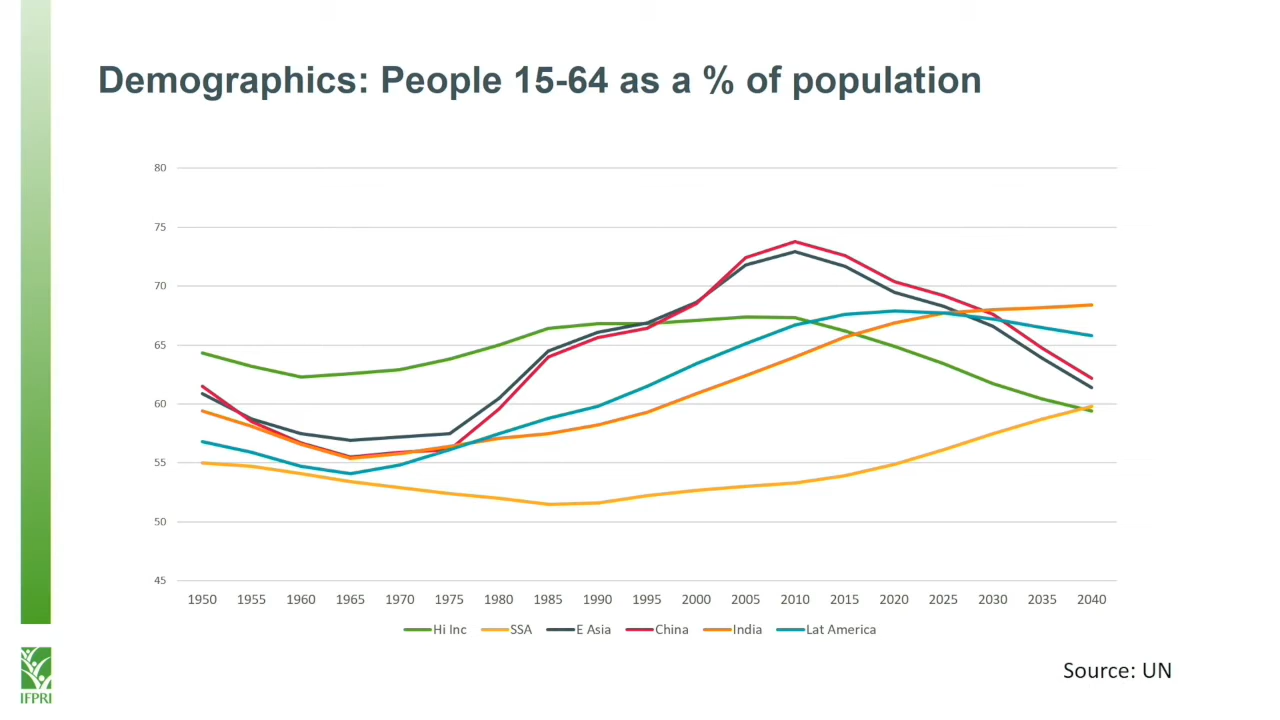 Demographics: People 15-64 as a % of population
80
75
70
65
60
55
50
45
1950 1955 1960 1965 1970 1975 1980 1985 1990 1995 2000 2005 2010 2015 2020 2025 2030 2035 2040
Hi Inc SSA E Asia China India Lat America
Source: UN
IFPRI